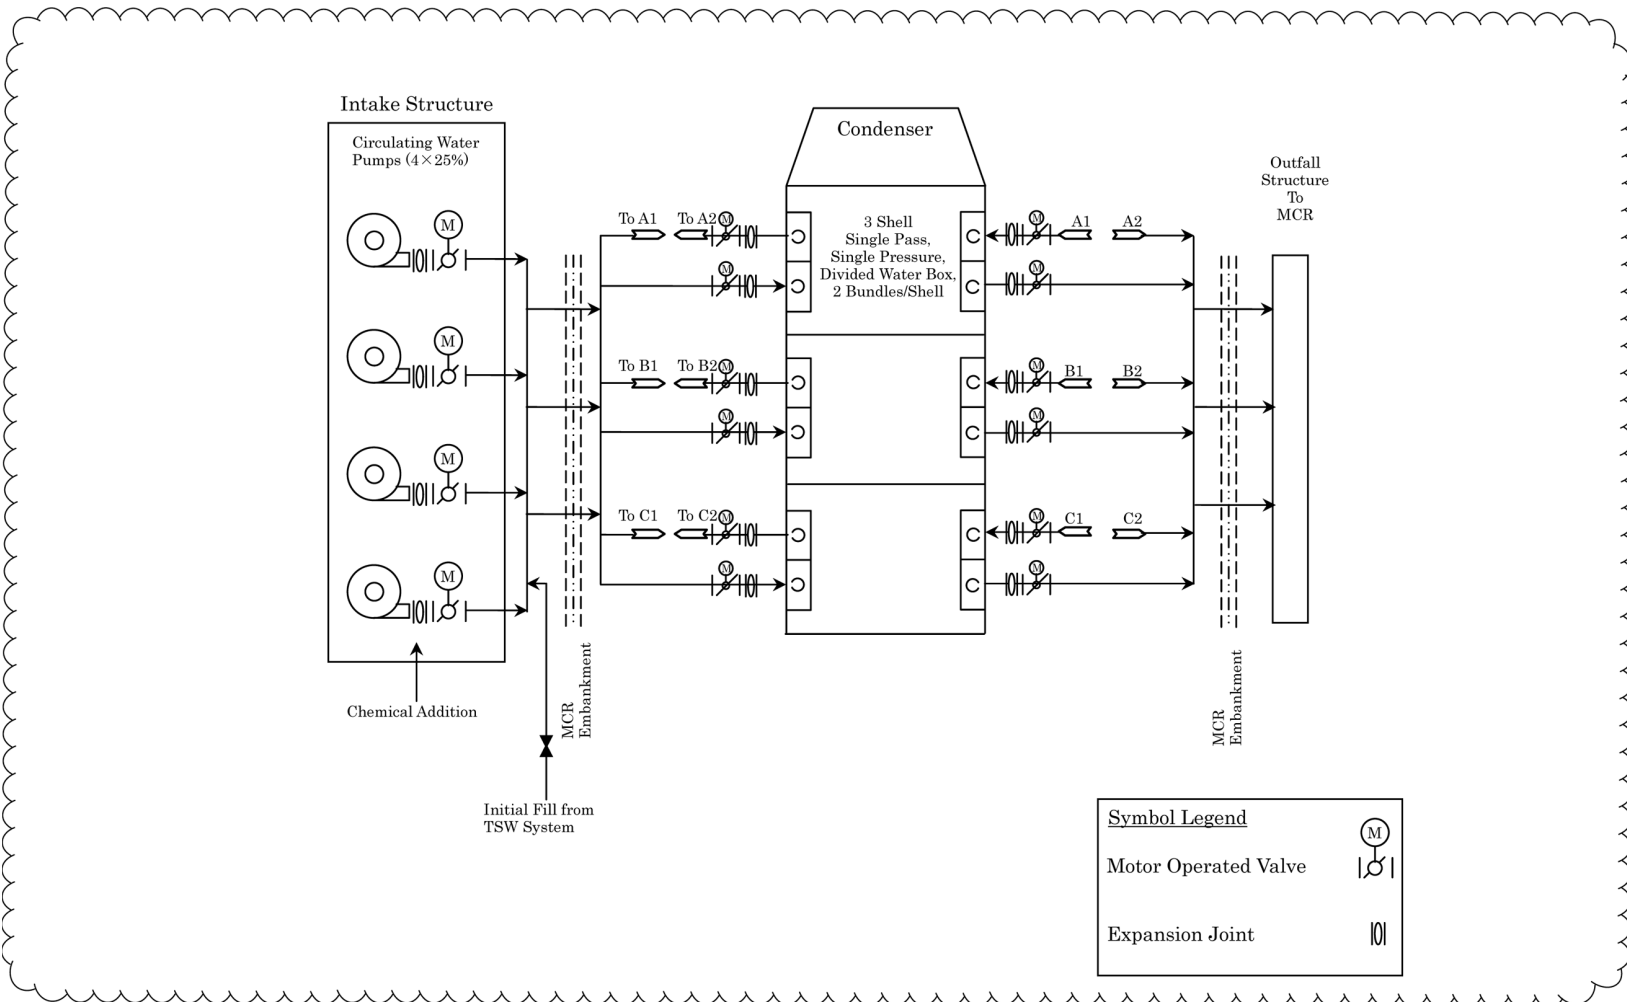 Intake Structure
Circulating Water
Pumps (4×25%)
M
M
M
M
Chemical Addition
Initial Fill from
TSW System
MCR
Embankment
To A1
To A2
M
M
To B1
To B2
M
M
To C1
To C2
M
M
Condenser
3 Shell
Single Pass,
Single Pressure,
Divided Water Box,
2 Bundles/Shell
M
A1
A2
M
M
B1
B2
M
M
C1
C2
M
MCR
Embankment
Outfall
Structure
To
MCR
Symbol Legend
M
Motor Operated Valve
Expansion Joint